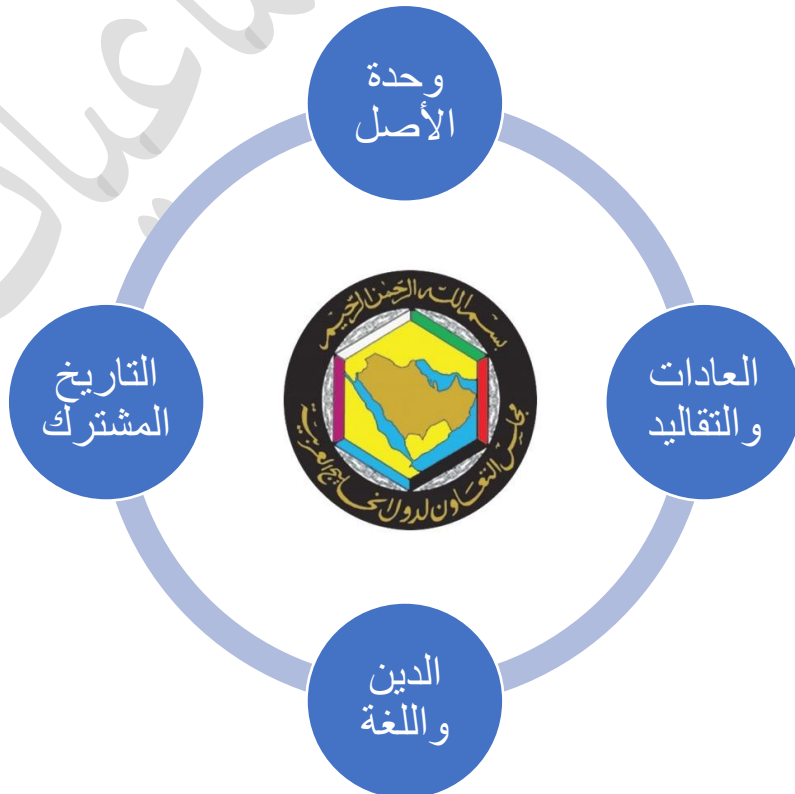 وحدة
الأصل
العادات
والتقاليد
التاريخ
المشترك
الدين
واللغة
بسم الله الرحمن الرحيم
مجلس التعاون لدول الخليج العربية